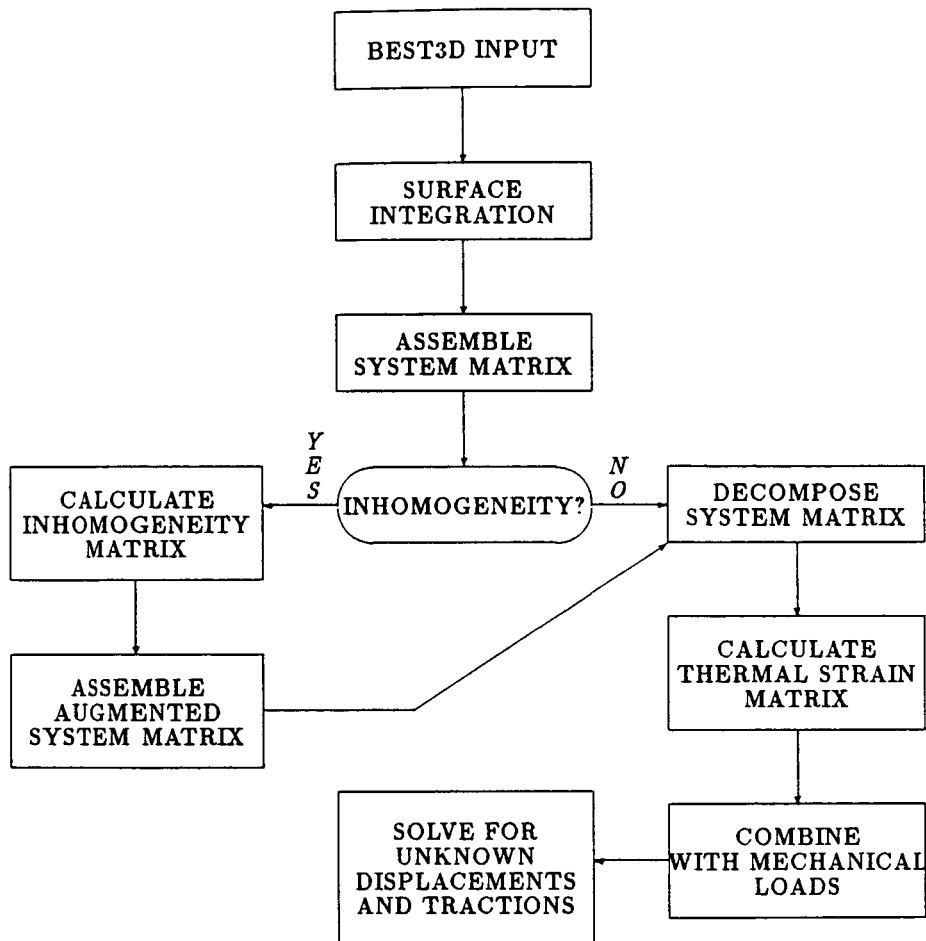 BEST3D INPUT
SURFACE
INTEGRATION
ASSEMBLE
SYSTEM MATRIX
YES
INHOMOGENEITY?
NO
CALCULATE
INHOMOGENEITY
MATRIX
DECOMPOSE
SYSTEM MATRIX
ASSEMBLE
AUGMENTED
SYSTEM MATRIX
CALCULATE
THERMAL STRAIN
MATRIX
SOLVE FOR
UNKNOWN
DISPLACEMENTS
AND TRACTIONS
COMBINE
WITH MECHANICAL
LOADS